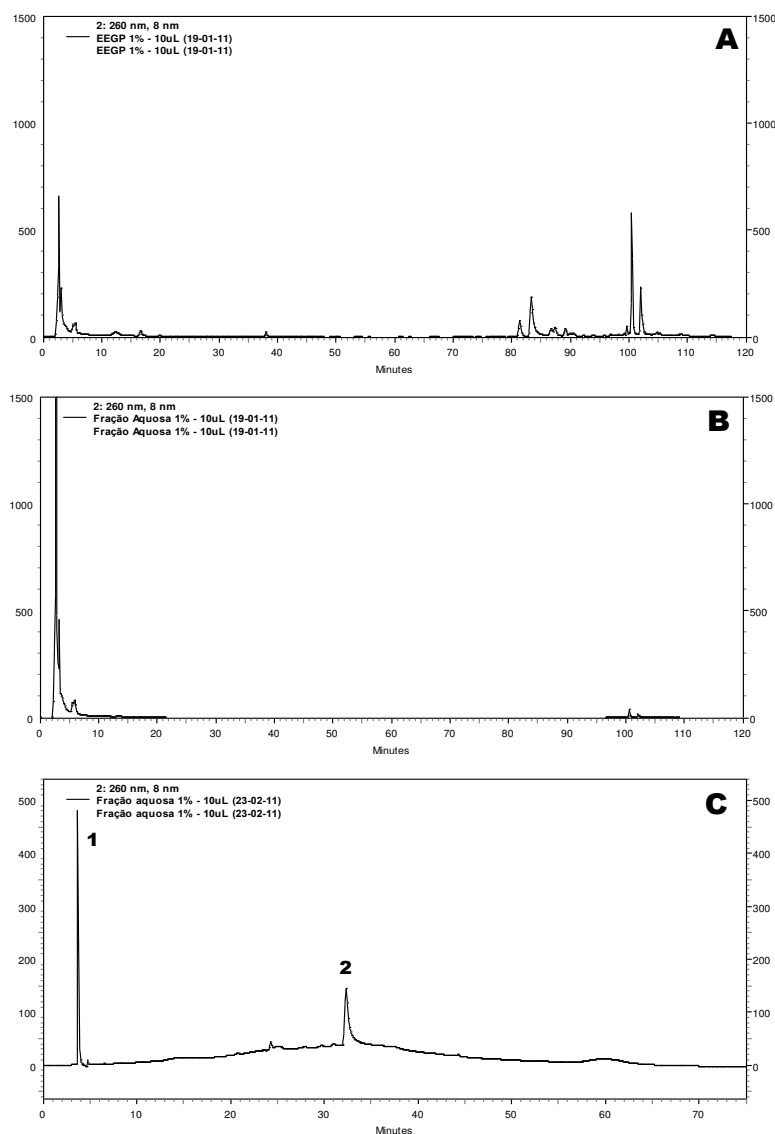 2: 260 nm, 8 nm
EEGP 1% - 10uL (19-01-11)
EEGP 1% - 10uL (19-01-11)
A
1500 1500
1000 1000
500 500
0 0
0 10 20 30 40 50 60 70 80 90 100 110 120
Minutes
2: 260 nm, 8 nm
Fração Aquosa 1% - 10uL (19-01-11)
Fração Aquosa 1% - 10uL (19-01-11)
B
1500 1500
1000 1000
500 500
0 0
0 10 20 30 40 50 60 70 80 90 100 110 120
Minutes
2: 260 nm, 8 nm
Fração aquosa 1% - 10uL (23-02-11)
Fração aquosa 1% - 10uL (23-02-11)
C
500 500
1
400 400
300 300
200 200
2
100 100
0 0
0 10 20 30 40 50 60 70
Minutes